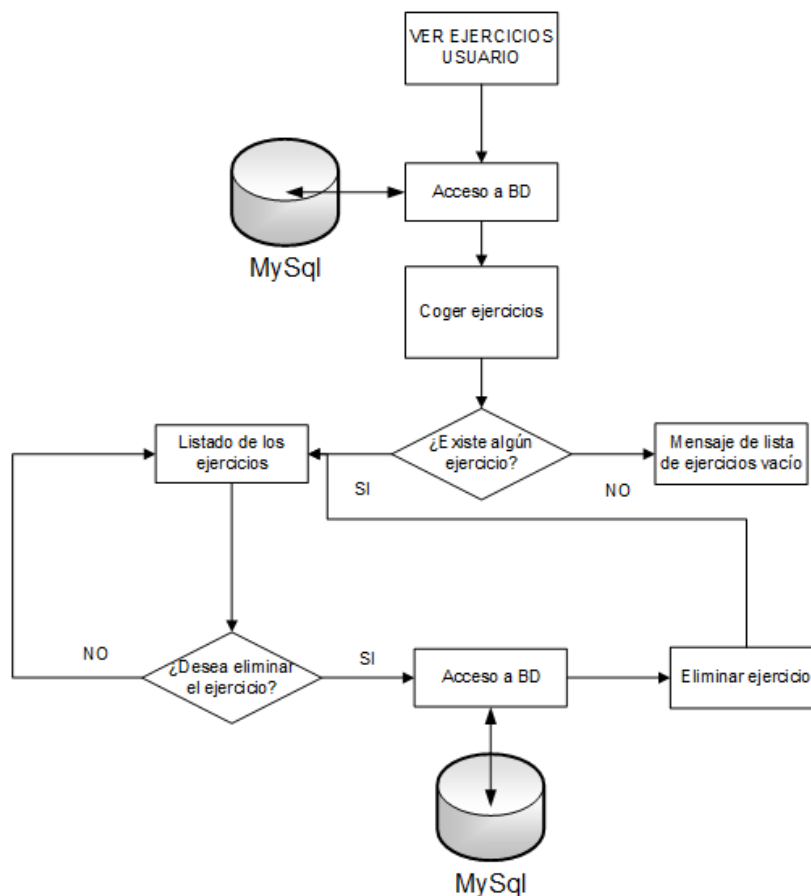 VER EJERCICIOS
USUARIO
Acceso a BD
MySql
Coger ejercicios
¿Existe algún
ejercicio?
Listado de los
ejercicios
Mensaje de lista
de ejercicios vacío
SI
NO
¿Desea eliminar
el ejercicio?
NO
SI
Acceso a BD
Eliminar ejercicio
MySql